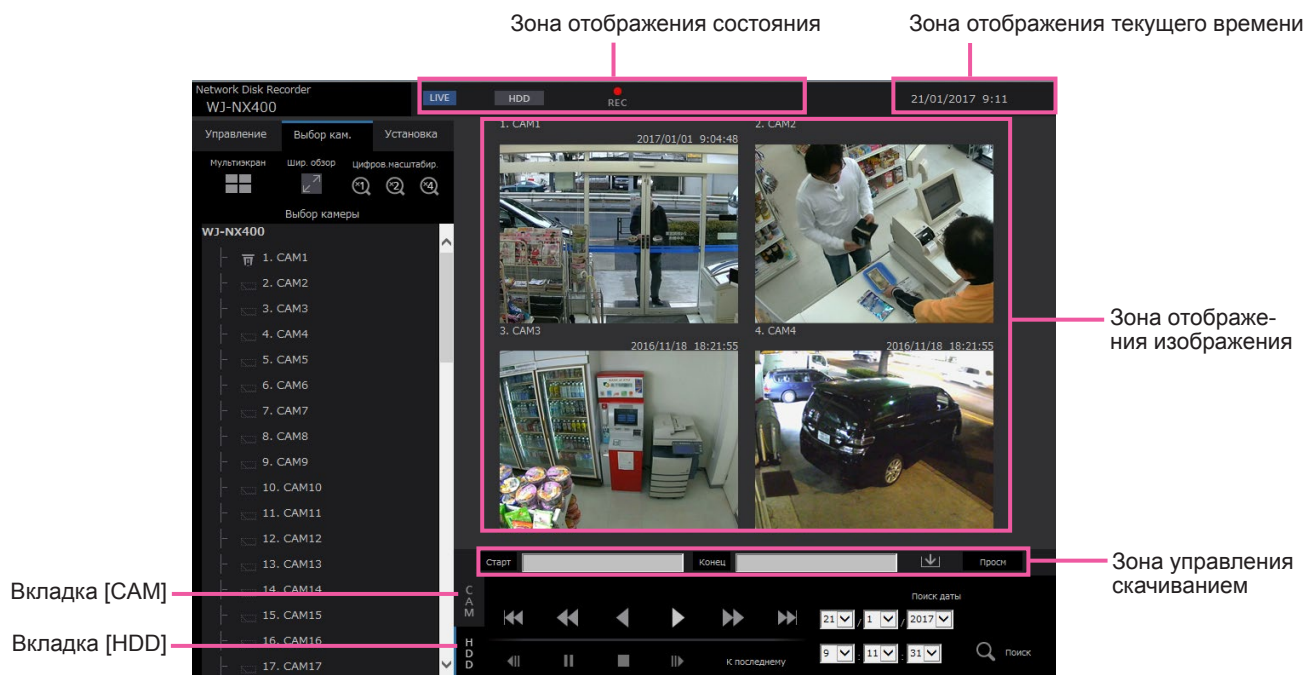 Зона отображения состояния
Зона отображения текущего времени
Network Disk Recorder
WJ-NX400
LIVE
HDD
REC
21/01/2017 9:11
Управление
Выбор кам.
Установка
Мультиэкран
Шир. обзор
Цифров.масштабир.
x1
x2
x4
Выбор камеры
WJ-NX400
1. CAM1
2. CAM2
3. CAM3
4. CAM4
5. CAM5
6. CAM6
7. CAM7
8. CAM8
9. CAM9
10. CAM10
11. CAM11
12. CAM12
13. CAM13
14. CAM14
15. CAM15
16. CAM16
17. CAM17
1. CAM1
2017/01/01 9:04:48
2. CAM2
3. CAM3
2016/11/18 18:21:55
4. CAM4
2016/11/18 18:21:55
Зона отображе-
ния изображения
Старт
Конец
Просм
Зона управления
скачиванием
Вкладка [CAM]
Вкладка [HDD]
CAM
HDD
Поиск даты
21 / 1 / 2017
9 : 11 : 31
К последнему
Поиск